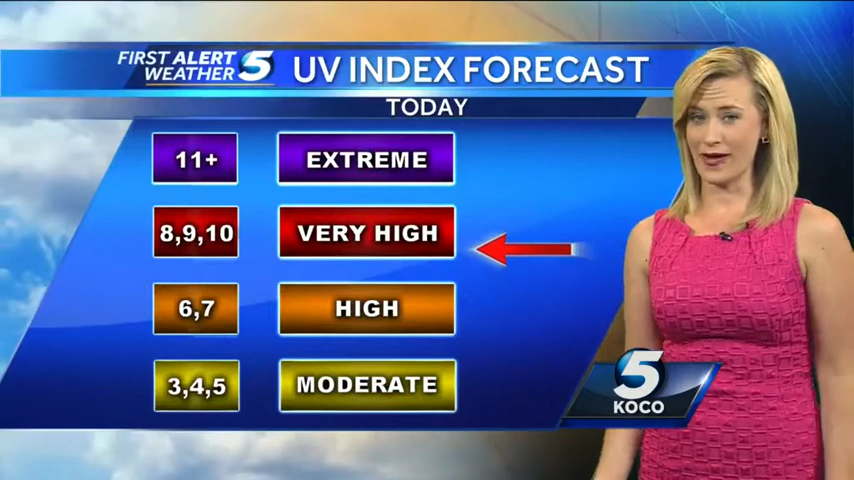 FIRST ALERT
WEATHER 5
UV INDEX FORECAST
TODAY
11+ EXTREME
8,9,10 VERY HIGH
6,7 HIGH
3,4,5 MODERATE
5
KOCO